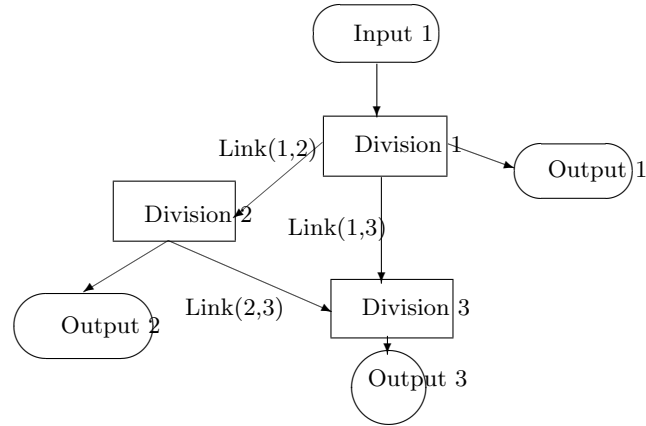 Input 1
Link(1,2)
Division 1
Output 1
Division 2
Link(1,3)
Link(2,3)
Division 3
Output 2
Output 3